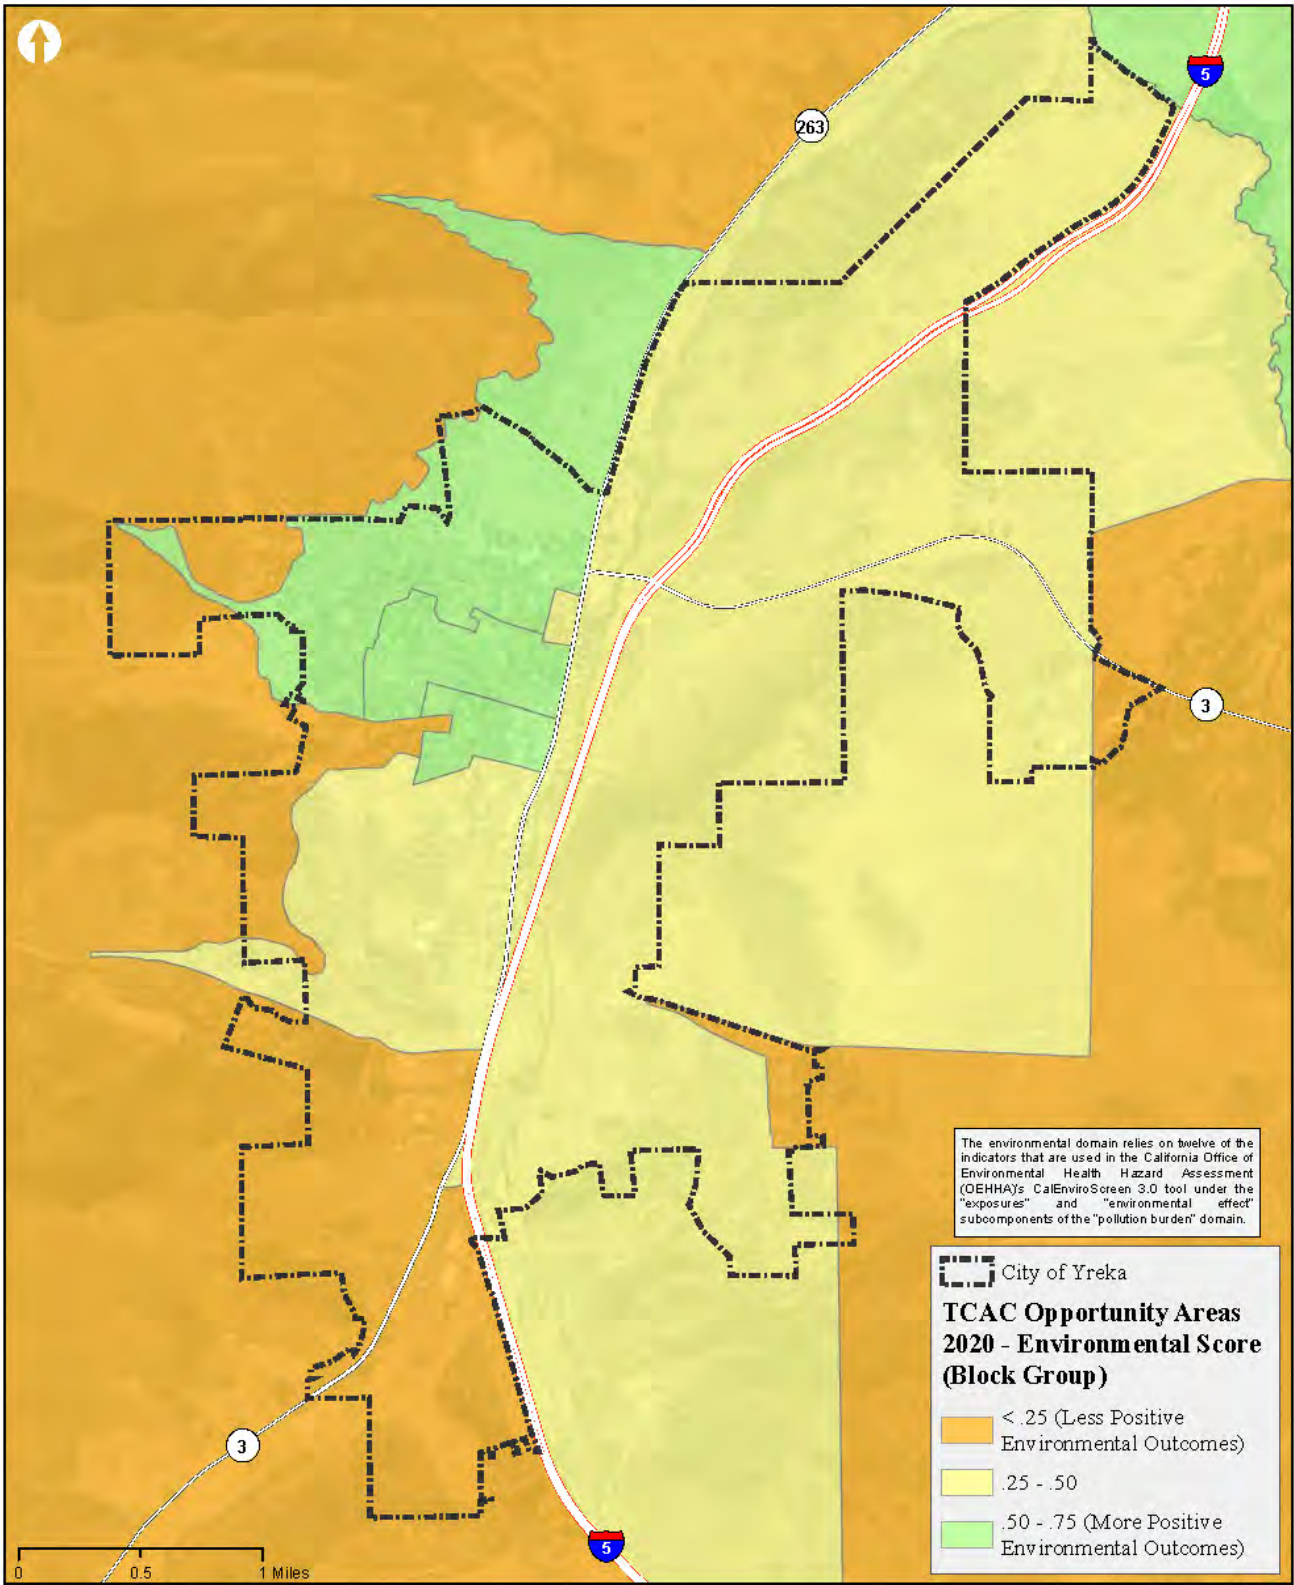 5
263
3
The environmental domain relies on twelve of the
indicators that are used in the California Office of
Environmental Health Hazard Assessment
(OEHHA)'s CalEnviroScreen 3.0 tool under the
"exposures" and "environmental effect"
subcomponents of the "pollution burden" domain.
City of Yreka
TCAC Opportunity Areas
2020 - Environmental Score
(Block Group)
< .25 (Less Positive
Environmental Outcomes)
.25 - .50
.50 - .75 (More Positive
Environmental Outcomes)
3
5
0 0.5 1 Miles